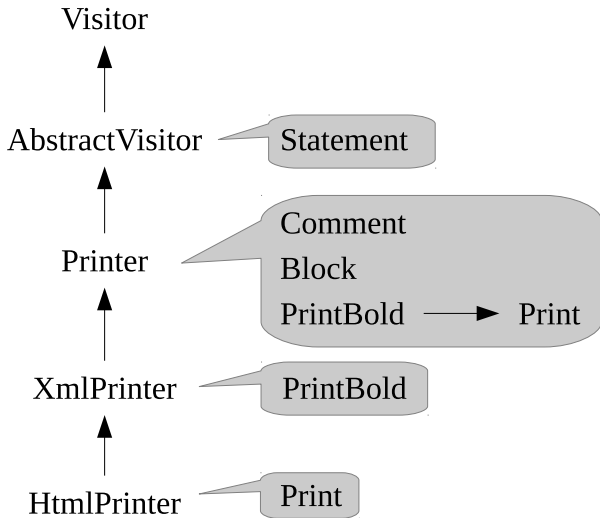 Visitor
AbstractVisitor
Statement
Printer
Comment
Block
PrintBold
Print
XmlPrinter
PrintBold
HtmlPrinter
Print